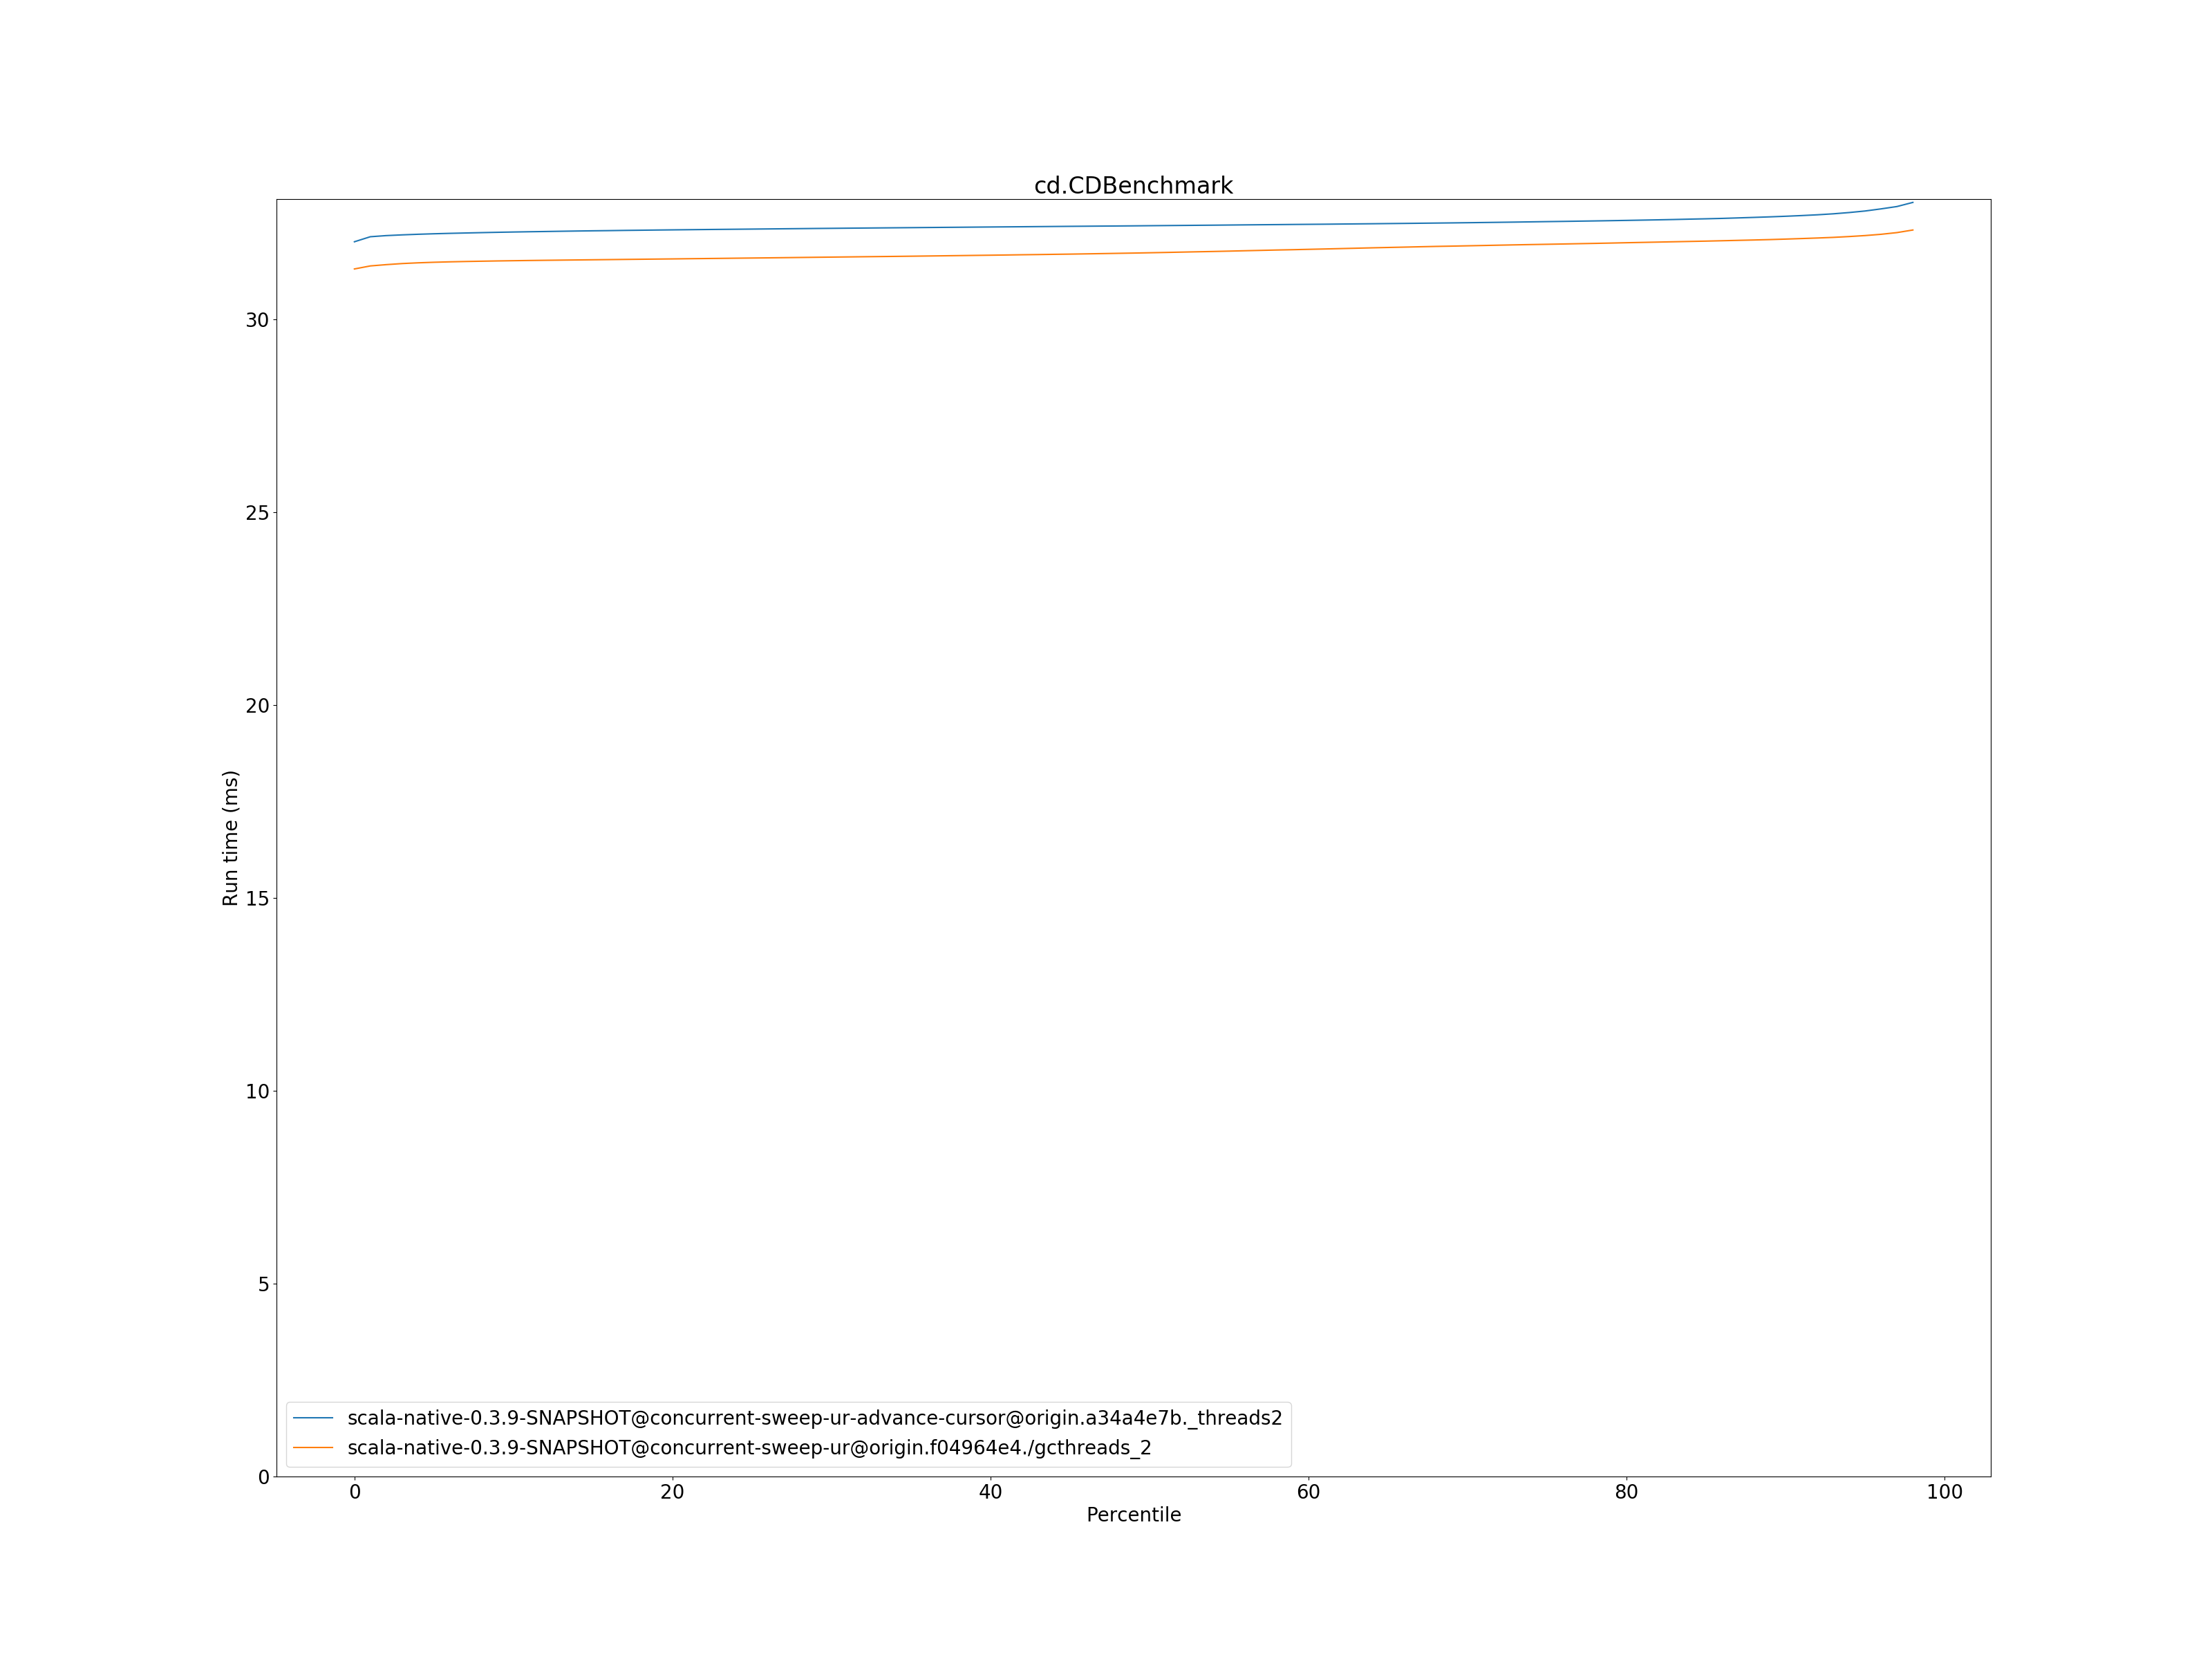 cd.CDBenchmark
30
25
20
15
10
5
0
Run time (ms)
scala-native-0.3.9-SNAPSHOT@concurrent-sweep-ur-advance-cursor@origin.a34a4e7b._threads2
scala-native-0.3.9-SNAPSHOT@concurrent-sweep-ur@origin.f04964e4./gcthreads_2
0 20 40 60 80 100
Percentile